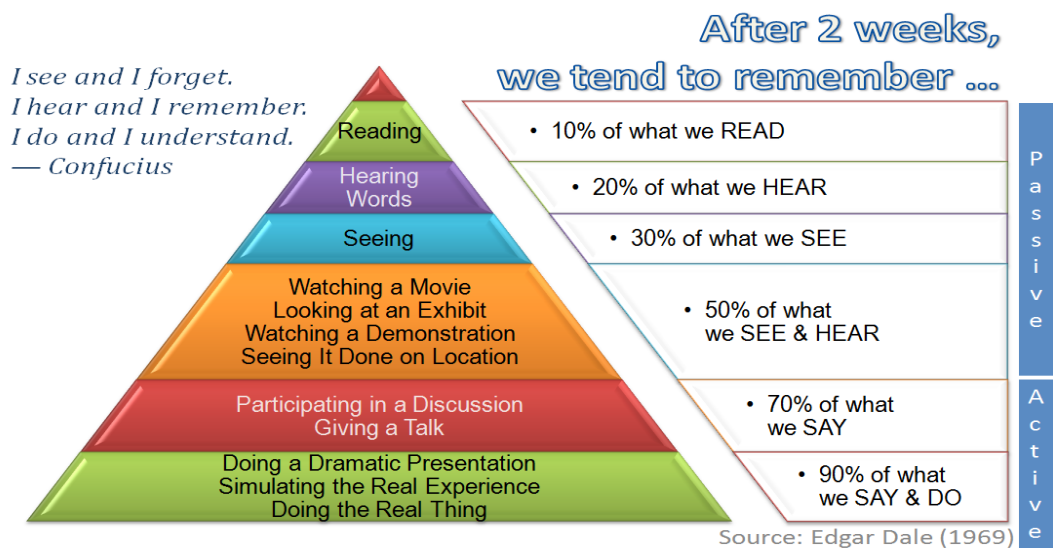 After 2 weeks,
we tend to remember ...
I see and I forget.
I hear and I remember.
I do and I understand.
— Confucius
Reading
• 10% of what we READ
Hearing
Words
• 20% of what we HEAR
Seeing
• 30% of what we SEE
Watching a Movie
Looking at an Exhibit
Watching a Demonstration
Seeing It Done on Location
• 50% of what
we SEE & HEAR
Passive
Participating in a Discussion
Giving a Talk
• 70% of what
we SAY
Doing a Dramatic Presentation
Simulating the Real Experience
Doing the Real Thing
• 90% of what
we SAY & DO
Active
Source: Edgar Dale (1969)